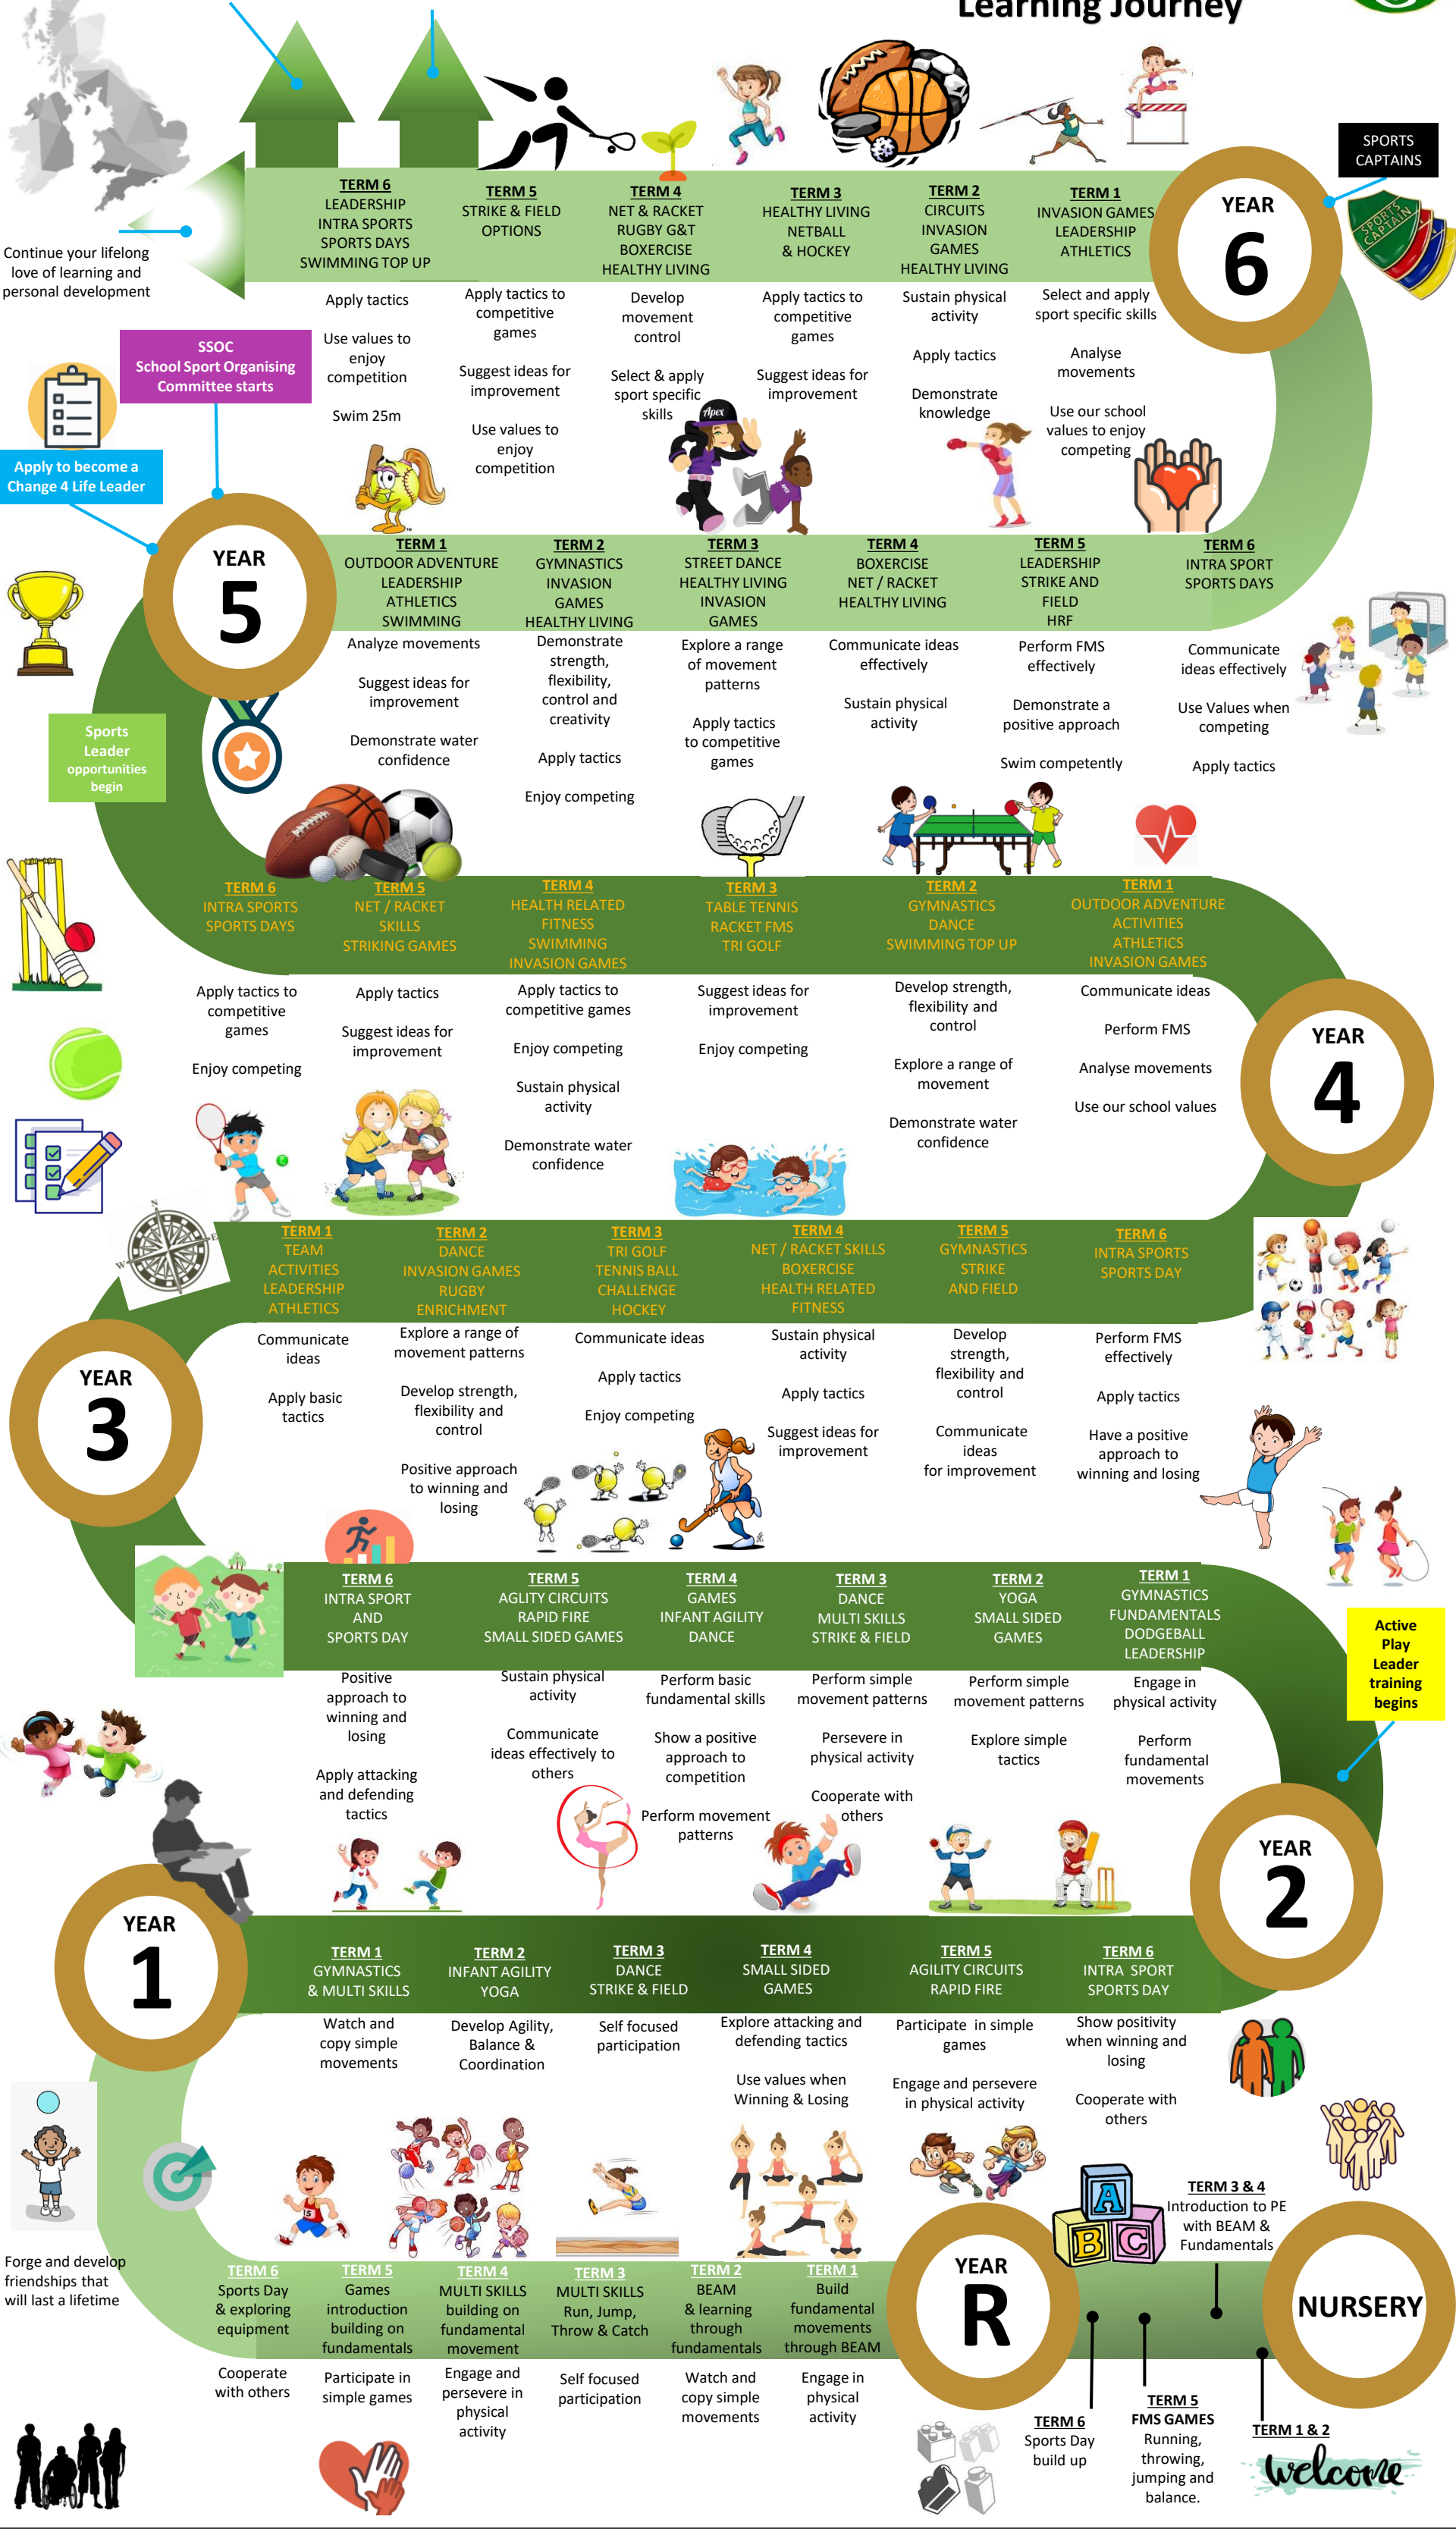 Learning Journey
SPORTS
CAPTAINS
SPORTS
CAPTAIN
YEAR
6
TERM 6
LEADERSHIP
INTRA SPORTS
SPORTS DAYS
SWIMMING TOP UP
TERM 5
STRIKE & FIELD
OPTIONS
TERM 4
NET & RACKET
RUGBY G&T
BOXERCISE
HEALTHY LIVING
TERM 3
HEALTHY LIVING
NETBALL
& HOCKEY
TERM 2
CIRCUITS
INVASION
GAMES
HEALTHY LIVING
TERM 1
INVASION GAMES
LEADERSHIP
ATHLETICS
Continue your lifelong
love of learning and
personal development
Apply tactics
Use values to
enjoy
competition
Swim 25m
Apply tactics to
competitive
games
Suggest ideas for
improvement
Use values to
enjoy
competition
Develop
movement
control
Select & apply
sport specific
skills
Apply tactics to
competitive
games
Suggest ideas for
improvement
Sustain physical
activity
Apply tactics
Demonstrate
knowledge
Select and apply
sport specific skills
Analyse
movements
Use our school
values to enjoy
competing
Apex
SSOC
School Sport Organising
Committee starts
Apply to become a
Change 4 Life Leader
YEAR
5
TERM 1
OUTDOOR ADVENTURE
LEADERSHIP
ATHLETICS
SWIMMING
TERM 2
GYMNASTICS
INVASION
GAMES
HEALTHY LIVING
TERM 3
STREET DANCE
HEALTHY LIVING
INVASION
GAMES
TERM 4
BOXERCISE
NET / RACKET
HEALTHY LIVING
TERM 5
LEADERSHIP
STRIKE AND
FIELD
HRF
TERM 6
INTRA SPORT
SPORTS DAYS
Analyze movements
Suggest ideas for
improvement
Demonstrate water
confidence
Demonstrate
strength,
flexibility,
control and
creativity
Apply tactics
Enjoy competing
Explore a range
of movement
patterns
Apply tactics
to competitive
games
Communicate ideas
effectively
Sustain physical
activity
Perform FMS
effectively
Demonstrate a
positive approach
Swim competently
Communicate
ideas effectively
Use Values when
competing
Apply tactics
Sports
Leader
opportunities
begin
TERM 6
INTRA SPORTS
SPORTS DAYS
TERM 5
NET / RACKET
SKILLS
STRIKING GAMES
TERM 4
HEALTH RELATED
FITNESS
SWIMMING
INVASION GAMES
TERM 3
TABLE TENNIS
RACKET FMS
TRI GOLF
TERM 2
GYMNASTICS
DANCE
SWIMMING TOP UP
TERM 1
OUTDOOR ADVENTURE
ACTIVITIES
ATHLETICS
INVASION GAMES
YEAR
4
Apply tactics to
competitive
games
Enjoy competing
Apply tactics
Suggest ideas for
improvement
Apply tactics to
competitive games
Enjoy competing
Sustain physical
activity
Demonstrate water
confidence
Suggest ideas for
improvement
Enjoy competing
Develop strength,
flexibility and
control
Explore a range of
movement
Demonstrate water
confidence
Communicate ideas
Perform FMS
Analyse movements
Use our school values
N
E
W
TERM 1
TEAM
ACTIVITIES
LEADERSHIP
ATHLETICS
TERM 2
DANCE
INVASION GAMES
RUGBY
ENRICHMENT
TERM 3
TRI GOLF
TENNIS BALL
CHALLENGE
HOCKEY
TERM 4
NET / RACKET SKILLS
BOXERCISE
HEALTH RELATED
FITNESS
TERM 5
GYMNASTICS
STRIKE
AND FIELD
TERM 6
INTRA SPORTS
SPORTS DAY
YEAR
3
Communicate
ideas
Apply basic
tactics
Explore a range of
movement patterns
Develop strength,
flexibility and
control
Positive approach
to winning and
losing
Communicate ideas
Apply tactics
Enjoy competing
Sustain physical
activity
Apply tactics
Suggest ideas for
improvement
Develop
strength,
flexibility and
control
Communicate
ideas
for improvement
Perform FMS
effectively
Apply tactics
Have a positive
approach to
winning and losing
TERM 6
INTRA SPORT
AND
SPORTS DAY
TERM 5
AGLITY CIRCUITS
RAPID FIRE
SMALL SIDED GAMES
TERM 4
GAMES
INFANT AGILITY
DANCE
TERM 3
DANCE
MULTI SKILLS
STRIKE & FIELD
TERM 2
YOGA
SMALL SIDED
GAMES
TERM 1
GYMNASTICS
FUNDAMENTALS
DODGEBALL
LEADERSHIP
Active
Play
Leader
training
begins
Positive
approach to
winning and
losing
Apply attacking
and defending
tactics
Sustain physical
activity
Communicate
ideas effectively to
others
Perform basic
fundamental skills
Show a positive
approach to
competition
Perform movement
patterns
Perform simple
movement patterns
Persevere in
physical activity
Cooperate with
others
Perform simple
movement patterns
Explore simple
tactics
Engage in
physical activity
Perform
fundamental
movements
YEAR
2
YEAR
1
TERM 1
GYMNASTICS
& MULTI SKILLS
TERM 2
INFANT AGILITY
YOGA
TERM 3
DANCE
STRIKE & FIELD
TERM 4
SMALL SIDED
GAMES
TERM 5
AGILITY CIRCUITS
RAPID FIRE
TERM 6
INTRA SPORT
SPORTS DAY
Watch and
copy simple
movements
Develop Agility,
Balance &
Coordination
Self focused
participation
Explore attacking and
defending tactics
Use values when
Winning & Losing
Participate in simple
games
Engage and persevere
in physical activity
Show positivity
when winning and
losing
Cooperate with
others
Forge and develop
friendships that
will last a lifetime
A
B
C
TERM 3 & 4
Introduction to PE
with BEAM &
Fundamentals
TERM 6
Sports Day
& exploring
equipment
TERM 5
Games
introduction
building on
fundamentals
TERM 4
MULTI SKILLS
building on
fundamental
movement
TERM 3
MULTI SKILLS
Run, Jump,
Throw & Catch
TERM 2
BEAM
& learning
through
fundamentals
TERM 1
Build
fundamental
movements
through BEAM
YEAR
R
NURSERY
Cooperate
with others
Participate in
simple games
Engage and
persevere in
physical
activity
Self focused
participation
Watch and
copy simple
movements
Engage in
physical
activity
TERM 6
Sports Day
build up
TERM 5
FMS GAMES
Running,
throwing,
jumping and
balance.
TERM 1 & 2
welcome